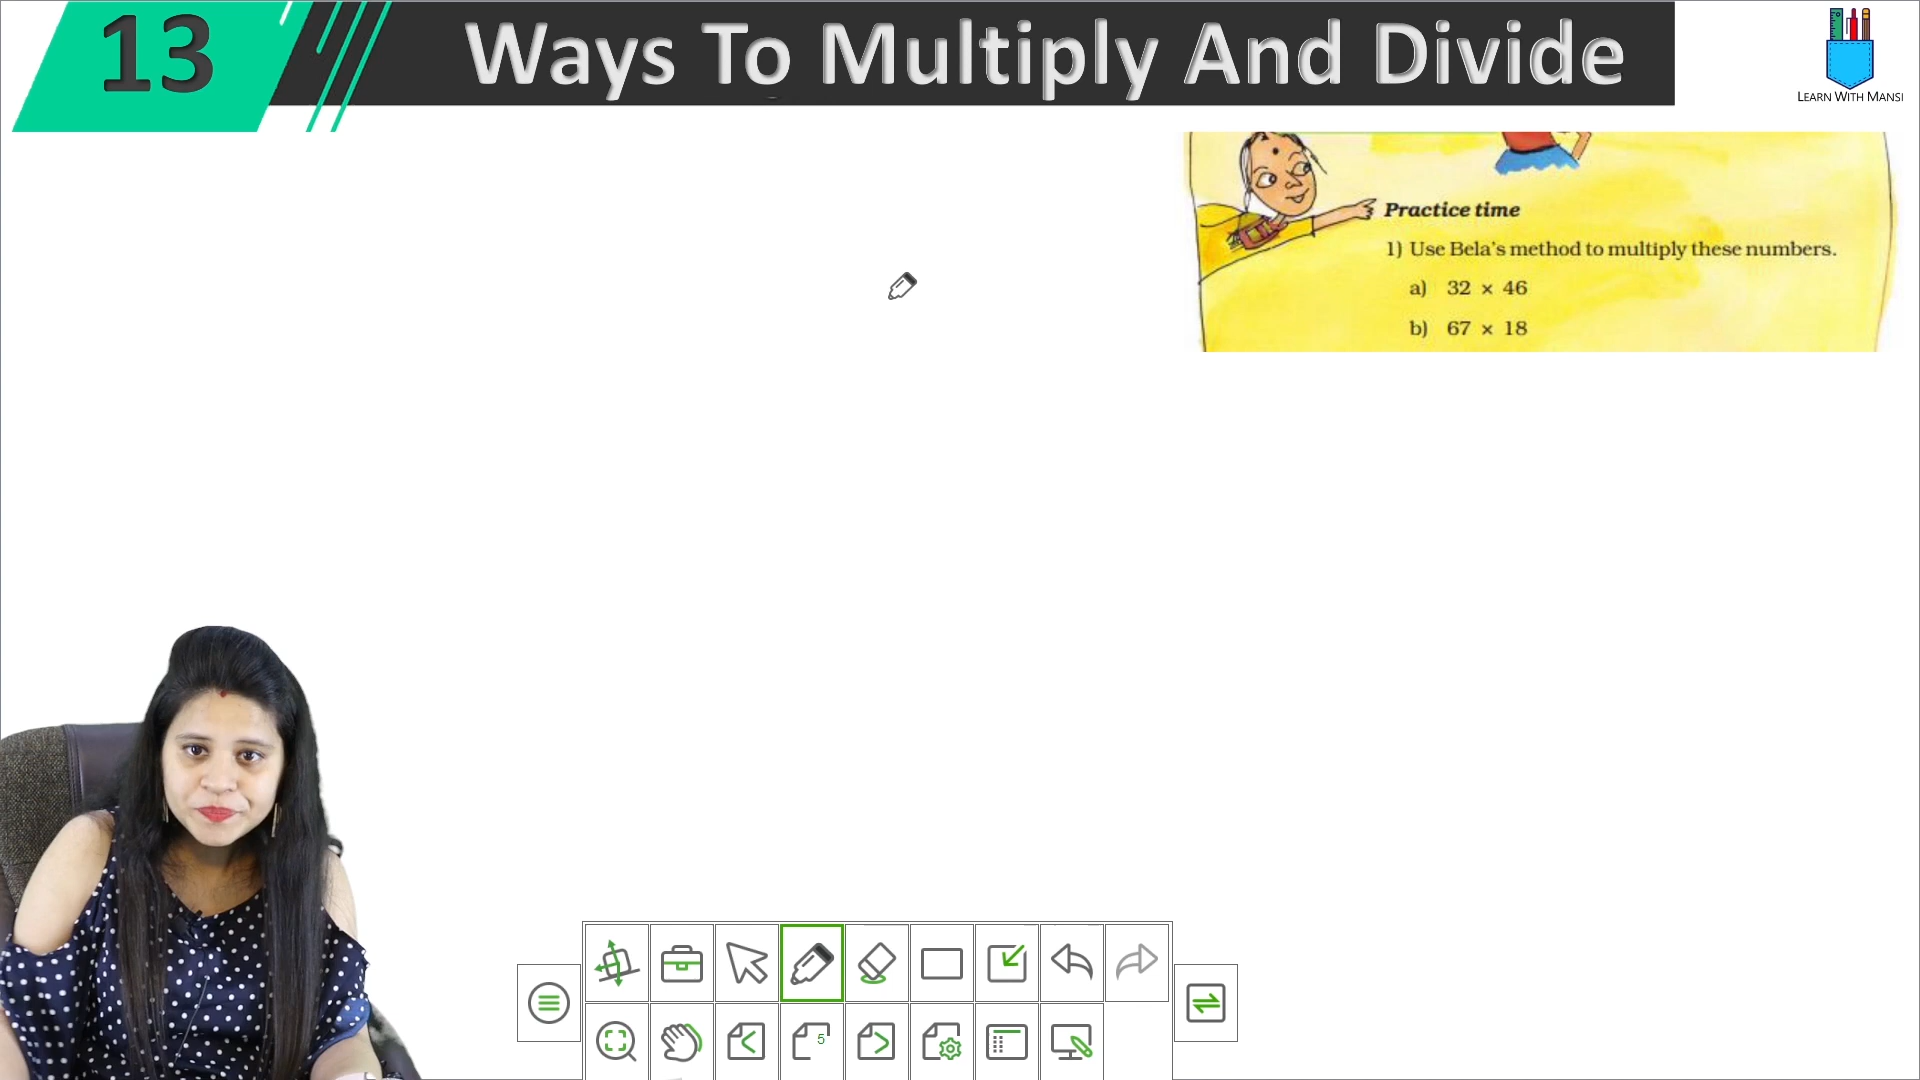 13
Ways To Multiply And Divide
LEARN WITH MANSI
Practice time
1) Use Bela's method to multiply these numbers.
a) 32 × 46
b) 67 × 18
5